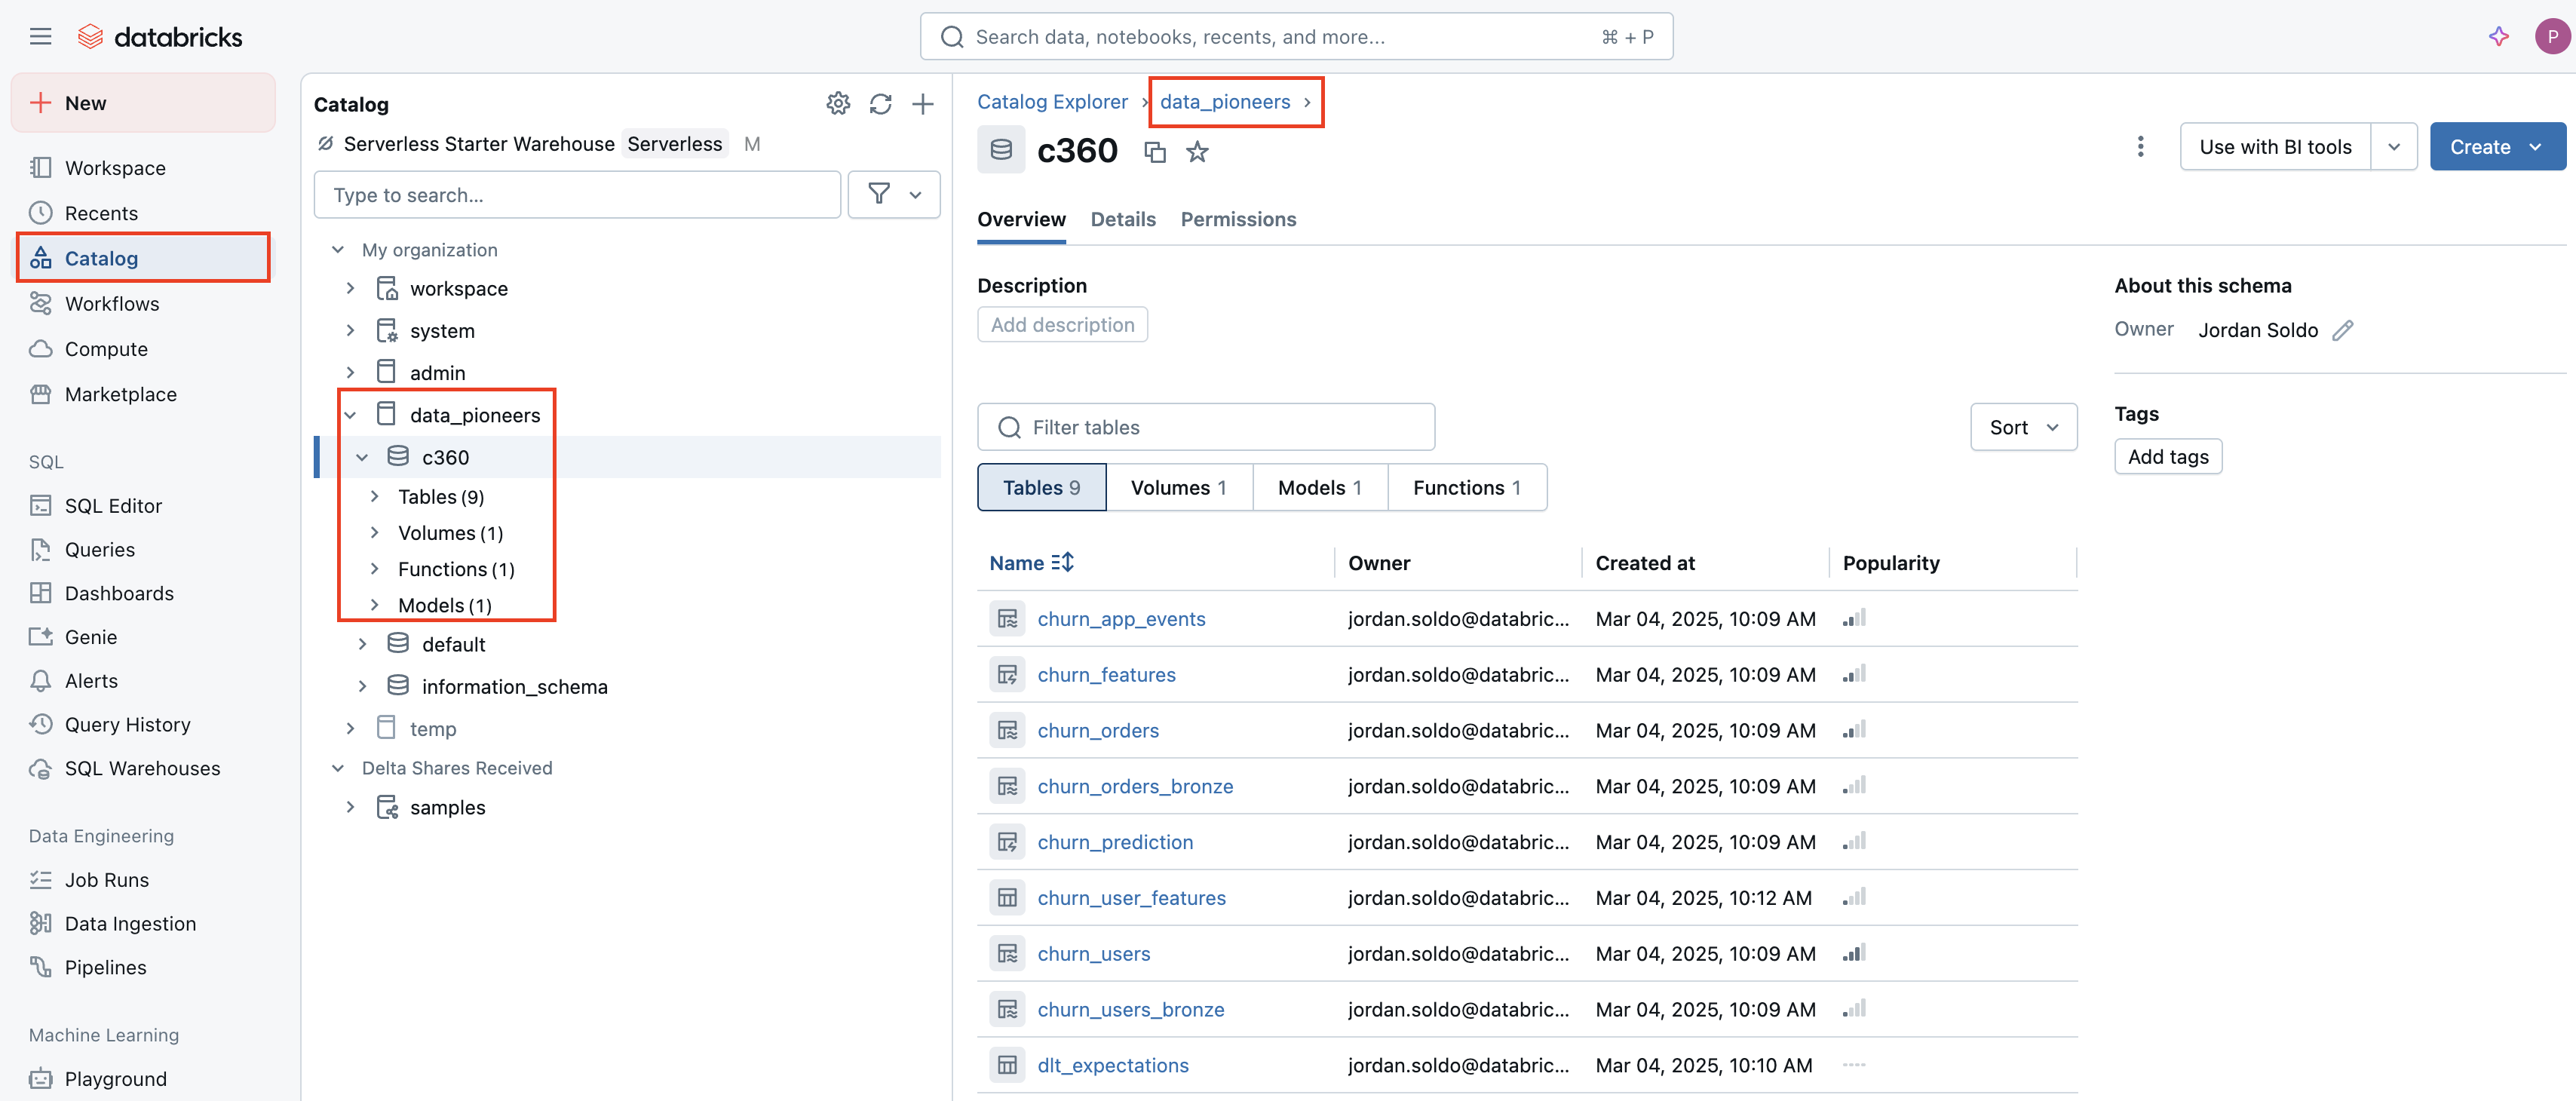 databricks
Search data, notebooks, recents, and more...
⌘ + P
P
New
Workspace
Recents
Catalog
Workflows
Compute
Marketplace
SQL
SQL Editor
Queries
Dashboards
Genie
Alerts
Query History
SQL Warehouses
Data Engineering
Job Runs
Data Ingestion
Pipelines
Machine Learning
Playground
Catalog
Serverless Starter Warehouse Serverless M
Type to search...
My organization
workspace
system
admin
data_pioneers
c360
Tables (9)
Volumes (1)
Functions (1)
Models (1)
default
information_schema
temp
Delta Shares Received
samples
Catalog Explorer › data_pioneers ›
c360
Use with BI tools
Create
Overview Details Permissions
Description
Add description
Filter tables
Sort
Tables 9 Volumes 1 Models 1 Functions 1
Name Owner Created at Popularity
churn_app_events jordan.soldo@databric... Mar 04, 2025, 10:09 AM
churn_features jordan.soldo@databric... Mar 04, 2025, 10:09 AM
churn_orders jordan.soldo@databric... Mar 04, 2025, 10:09 AM
churn_orders_bronze jordan.soldo@databric... Mar 04, 2025, 10:09 AM
churn_prediction jordan.soldo@databric... Mar 04, 2025, 10:09 AM
churn_user_features jordan.soldo@databric... Mar 04, 2025, 10:12 AM
churn_users jordan.soldo@databric... Mar 04, 2025, 10:09 AM
churn_users_bronze jordan.soldo@databric... Mar 04, 2025, 10:09 AM
dlt_expectations jordan.soldo@databric... Mar 04, 2025, 10:10 AM
About this schema
Owner Jordan Soldo
Tags
Add tags